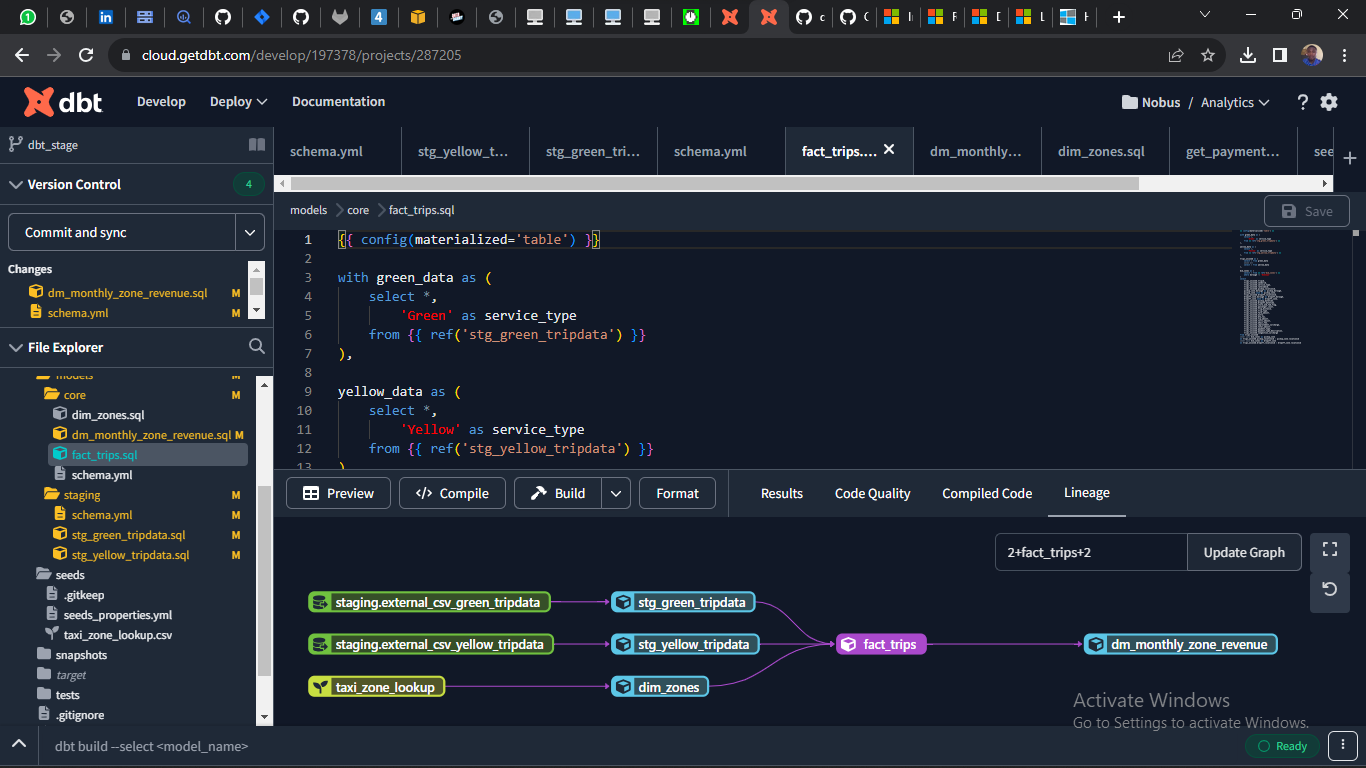 4
cloud.getdbt.com/develop/197378/projects/287205
dbt
Develop
Deploy
Documentation
Nobus / Analytics
?
dbt_stage
Version Control
4
Commit and sync
Changes
dm_monthly_zone_revenue.sql M
schema.yml M
File Explorer
models M
core M
dim_zones.sql
dm_monthly_zone_revenue.sql M
fact_trips.sql
schema.yml
staging M
schema.yml M
stg_green_tripdata.sql M
stg_yellow_tripdata.sql M
seeds
.gitkeep
seeds_properties.yml
taxi_zone_lookup.csv
snapshots
target
tests
.gitignore
schema.yml
stg_yellow_t...
stg_green_tri...
schema.yml
fact_trips....
dm_monthly...
dim_zones.sql
get_payment...
see
models > core > fact_trips.sql
Save
1 {{ config(materialized='table') }}
2
3 with green_data as (
4 select *,
5 'Green' as service_type
6 from {{ ref('stg_green_tripdata') }}
7 ),
8
9 yellow_data as (
10 select *,
11 'Yellow' as service_type
12 from {{ ref('stg_yellow_tripdata') }}
13 )
Preview
</> Compile
Build
Format
Results
Code Quality
Compiled Code
Lineage
2+fact_trips+2
Update Graph
staging.external_csv_green_tripdata
stg_green_tripdata
staging.external_csv_yellow_tripdata
stg_yellow_tripdata
fact_trips
dm_monthly_zone_revenue
taxi_zone_lookup
dim_zones
Activate Windows
Go to Settings to activate Windows.
dbt build --select <model_name>
Ready